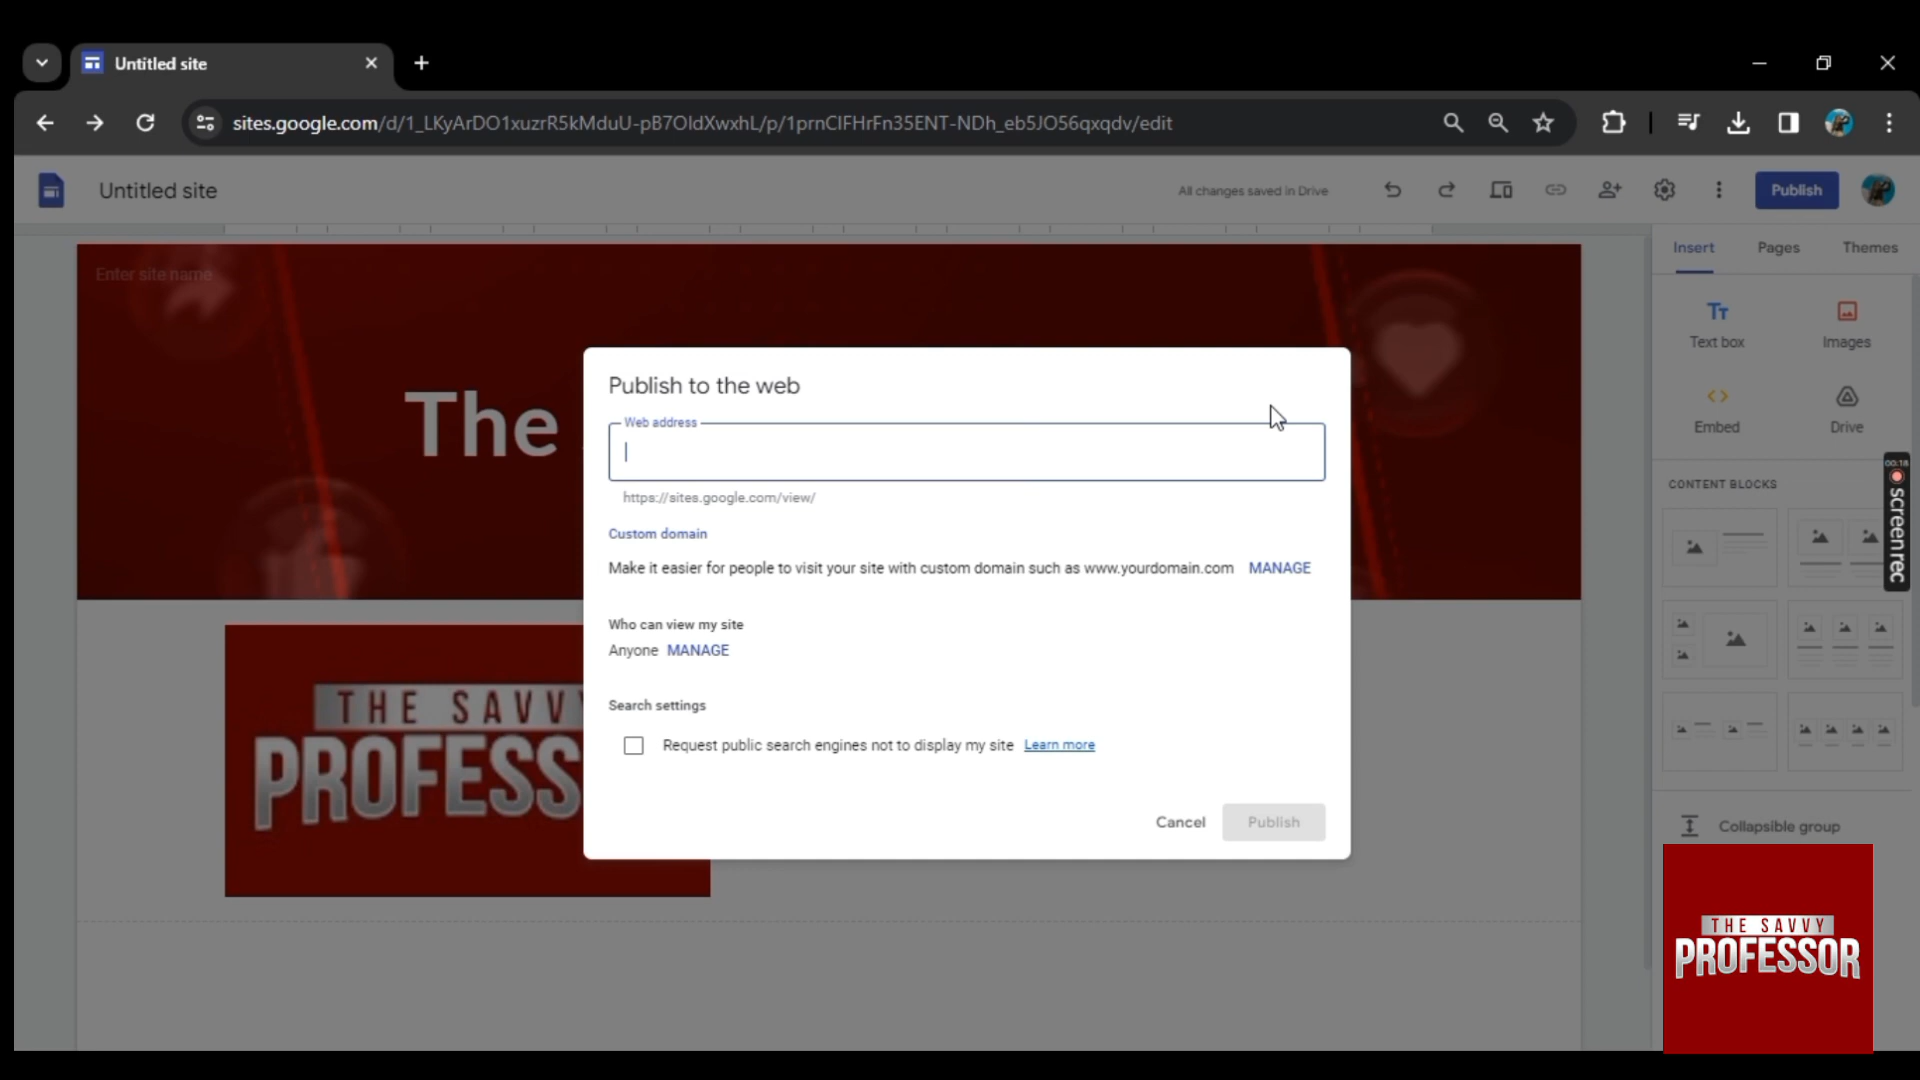 Untitled site
sites.google.com/d/1_LKyArDO1xuzrR5kMduU-pB7OldXwxhL/p/1prnClFHrFn35ENT-NDh_eb5JO56qxqdv/edit
Untitled site
All changes saved in Drive
Publish
Insert
Pages
Themes
Enter site name
The
Text box
Images
Embed
Drive
CONTENT BLOCKS
00:18
screenrec
Collapsible group
Publish to the web
Web address
https://sites.google.com/view/
Custom domain
Make it easier for people to visit your site with custom domain such as www.yourdomain.com MANAGE
Who can view my site
Anyone MANAGE
Search settings
Request public search engines not to display my site Learn more
Cancel
Publish
THE SAVV
PROFESS
THE SAVVY
PROFESSOR